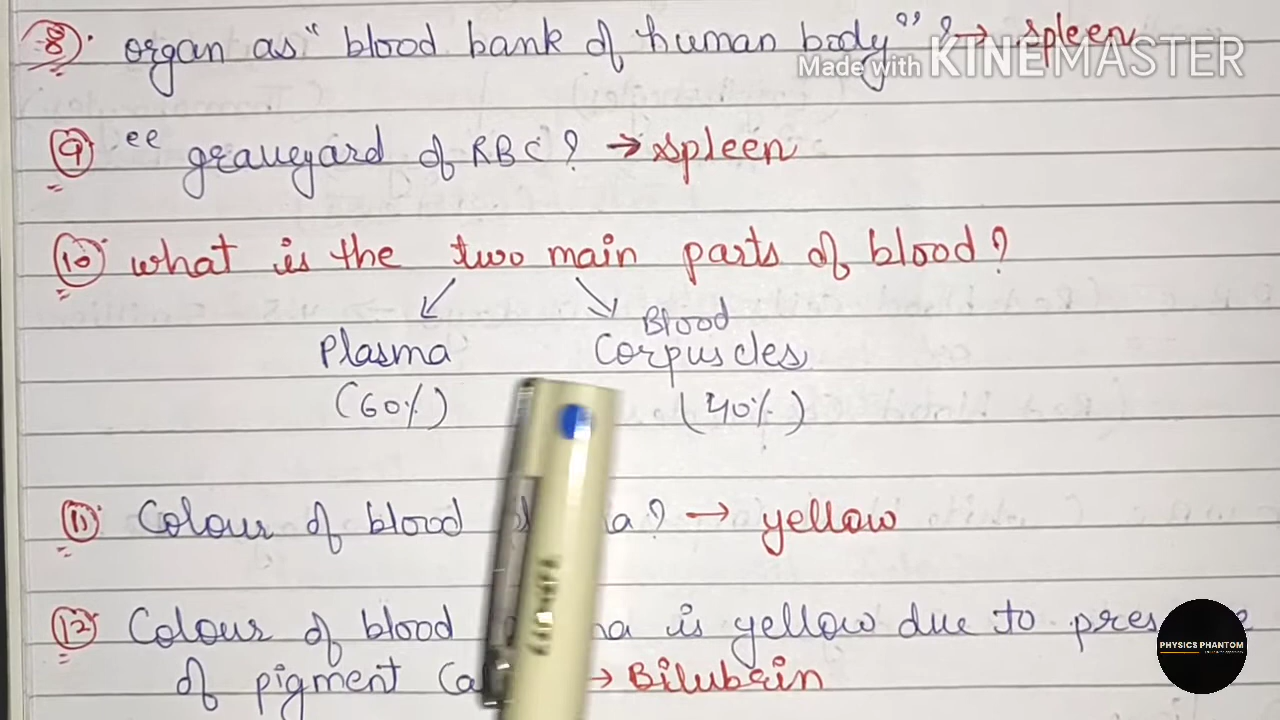 8. organ as "blood bank of human body"? → spleen
Made with KINEMASTER
9 " graveyard of RBC? → spleen
10. what is the two main parts of blood?
Plasma
Blood
Corpuscles
(60%) (40%)
11. Colour of blood a? → yellow
12. Colour of blood na is yellow due to pres e
PHYSICS PHANTOM
of pigment Ca → Bilubrin